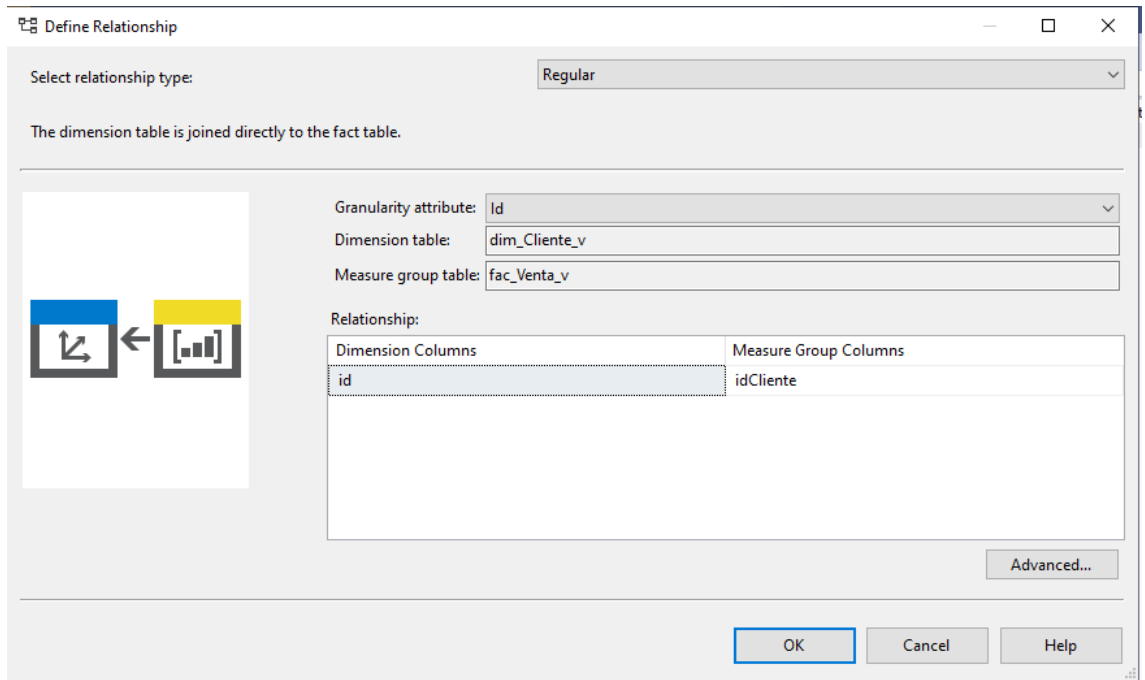 Define Relationship
Select relationship type: Regular
The dimension table is joined directly to the fact table.
Granularity attribute: Id
Dimension table: dim_Cliente_v
Measure group table: fac_Venta_v
Relationship:
Dimension Columns Measure Group Columns
id idCliente
Advanced...
OK Cancel Help